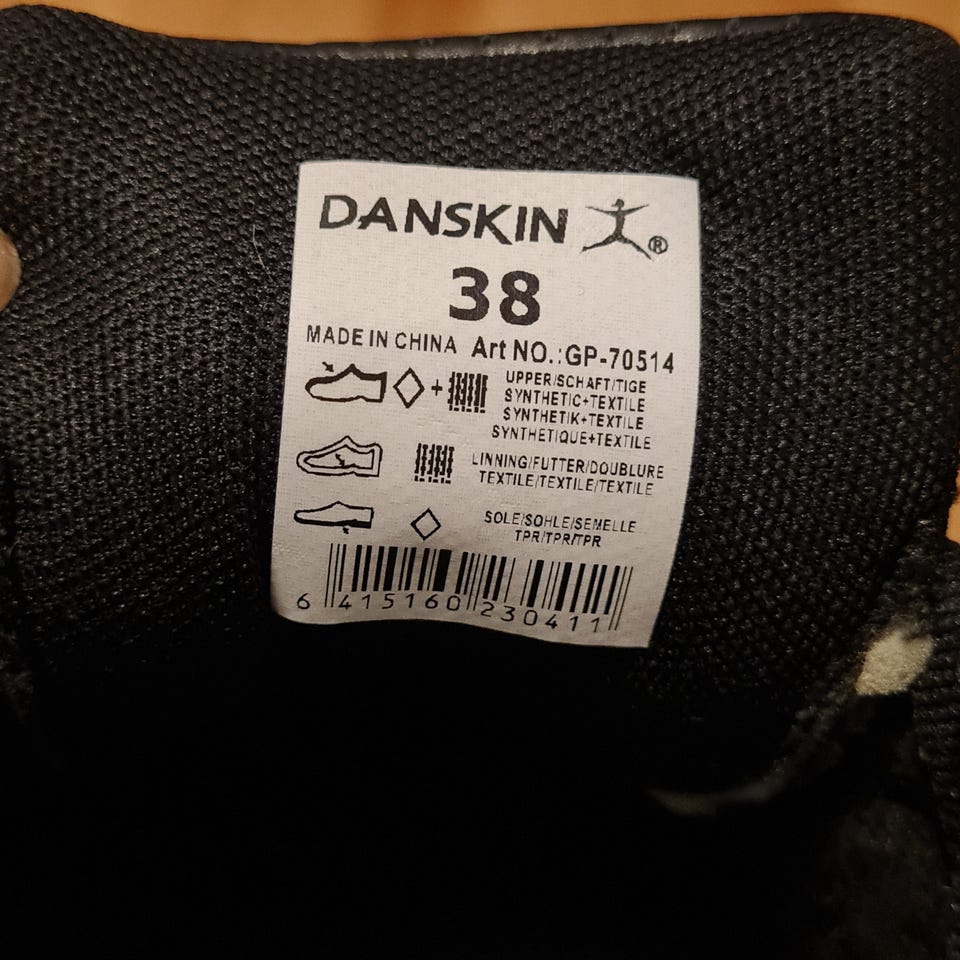 DANSKIN ®
38
MADE IN CHINA Art NO.:GP-70514
UPPER/SCHAFT/TIGE
SYNTHETIC+TEXTILE
SYNTHETIK+TEXTILE
SYNTHETIQUE+TEXTILE
LINNING/FUTTER/DOUBLURE
TEXTILE/TEXTILE/TEXTILE
SOLE/SOHLE/SEMELLE
TPR/TPR/TPR
6 415160 230411